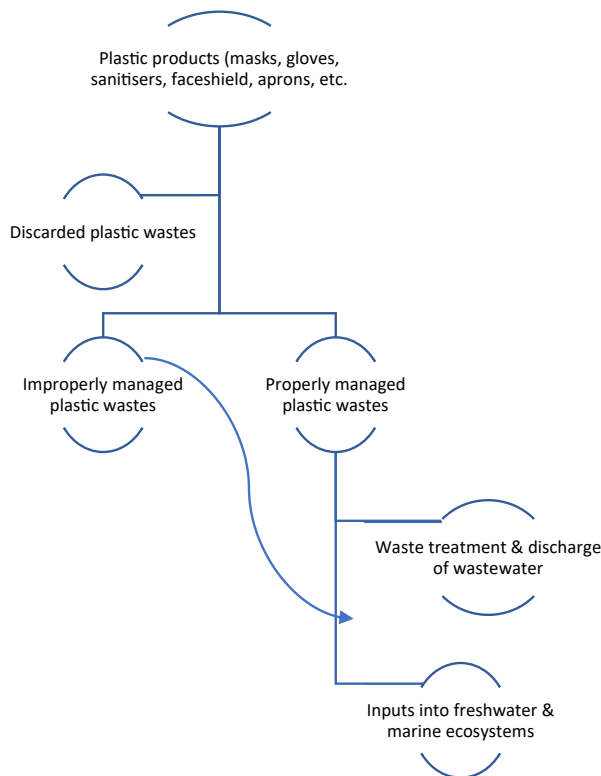 Plastic products (masks, gloves,
sanitisers, faceshield, aprons, etc.
Discarded plastic wastes
Improperly managed
plastic wastes
Properly managed
plastic wastes
Waste treatment & discharge
of wastewater
Inputs into freshwater &
marine ecosystems